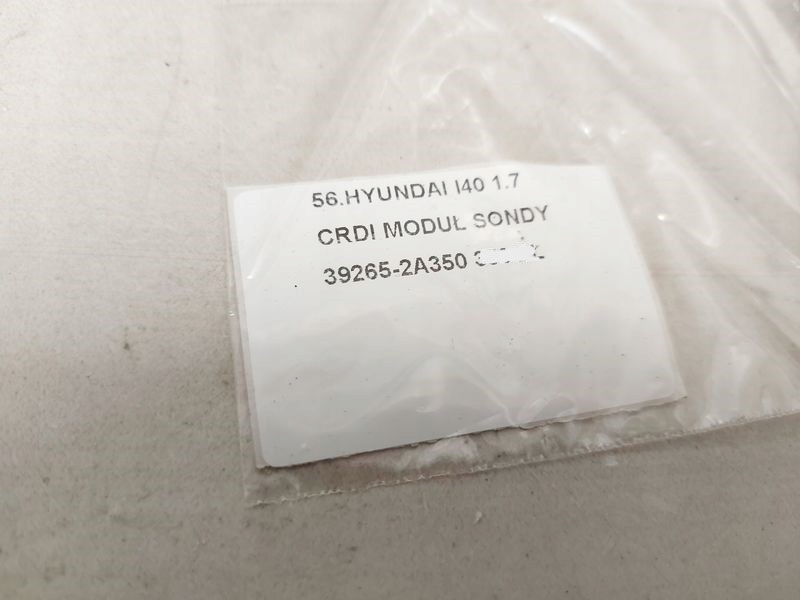 56.HYUNDAI I40 1.7
CRDI MODUŁ SONDY
39265-2A350